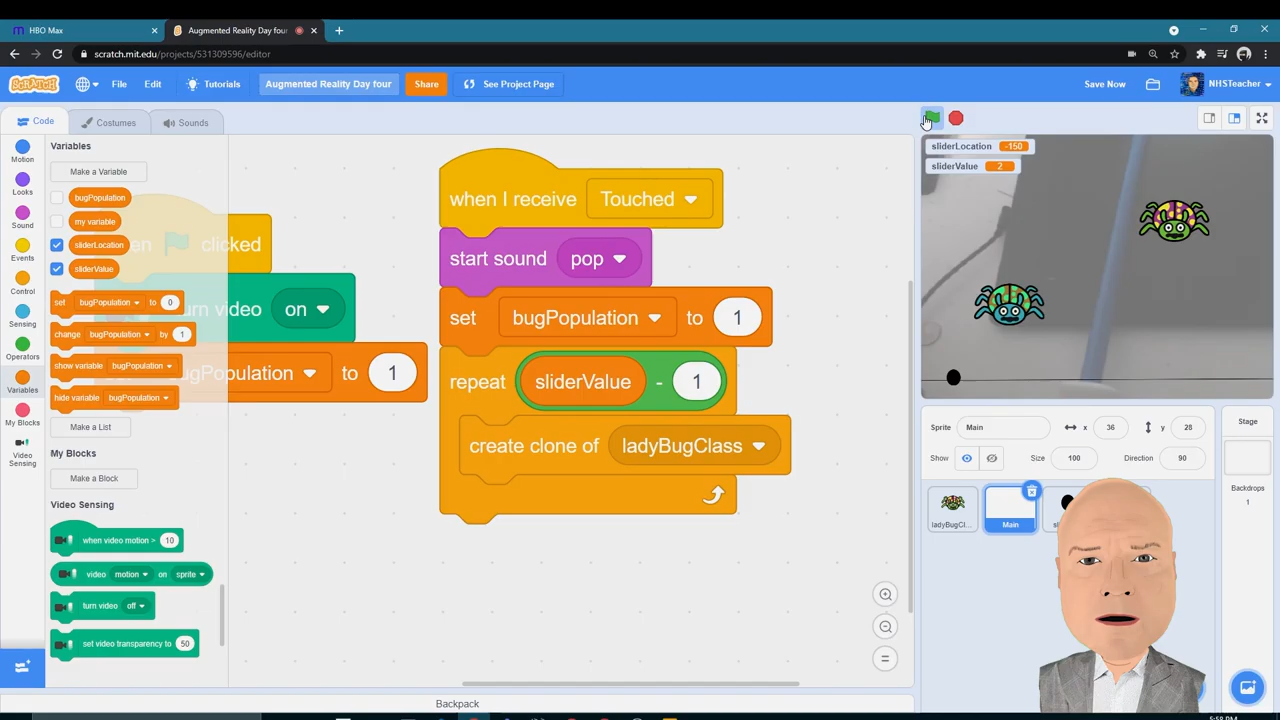 HBO Max
Augmented Reality Day four
scratch.mit.edu/projects/531309596/editor
SCRATCH
File
Edit
Tutorials
Augmented Reality Day four
Share
See Project Page
Save Now
NHSTeacher
Code
Costumes
Sounds
Motion
Looks
Sound
Events
Control
Sensing
Operators
Variables
My Blocks
Video Sensing
Variables
Make a Variable
bugPopulation
my variable
sliderLocation
sliderValue
set bugPopulation to 0
change bugPopulation by 1
show variable bugPopulation
hide variable bugPopulation
Make a List
My Blocks
Make a Block
Video Sensing
when video motion > 10
video motion on sprite
turn video off
set video transparency to 50
clicked
video on
bugPopulation to 1
when I receive Touched
start sound pop
set bugPopulation to 1
repeat sliderValue - 1
create clone of ladyBugClass
Backpack
sliderLocation -150
sliderValue 2
Sprite Main x 36 y 28
Show Size 100 Direction 90
ladyBugCl...
Main
Stage
Backdrops
1
5:58 PM